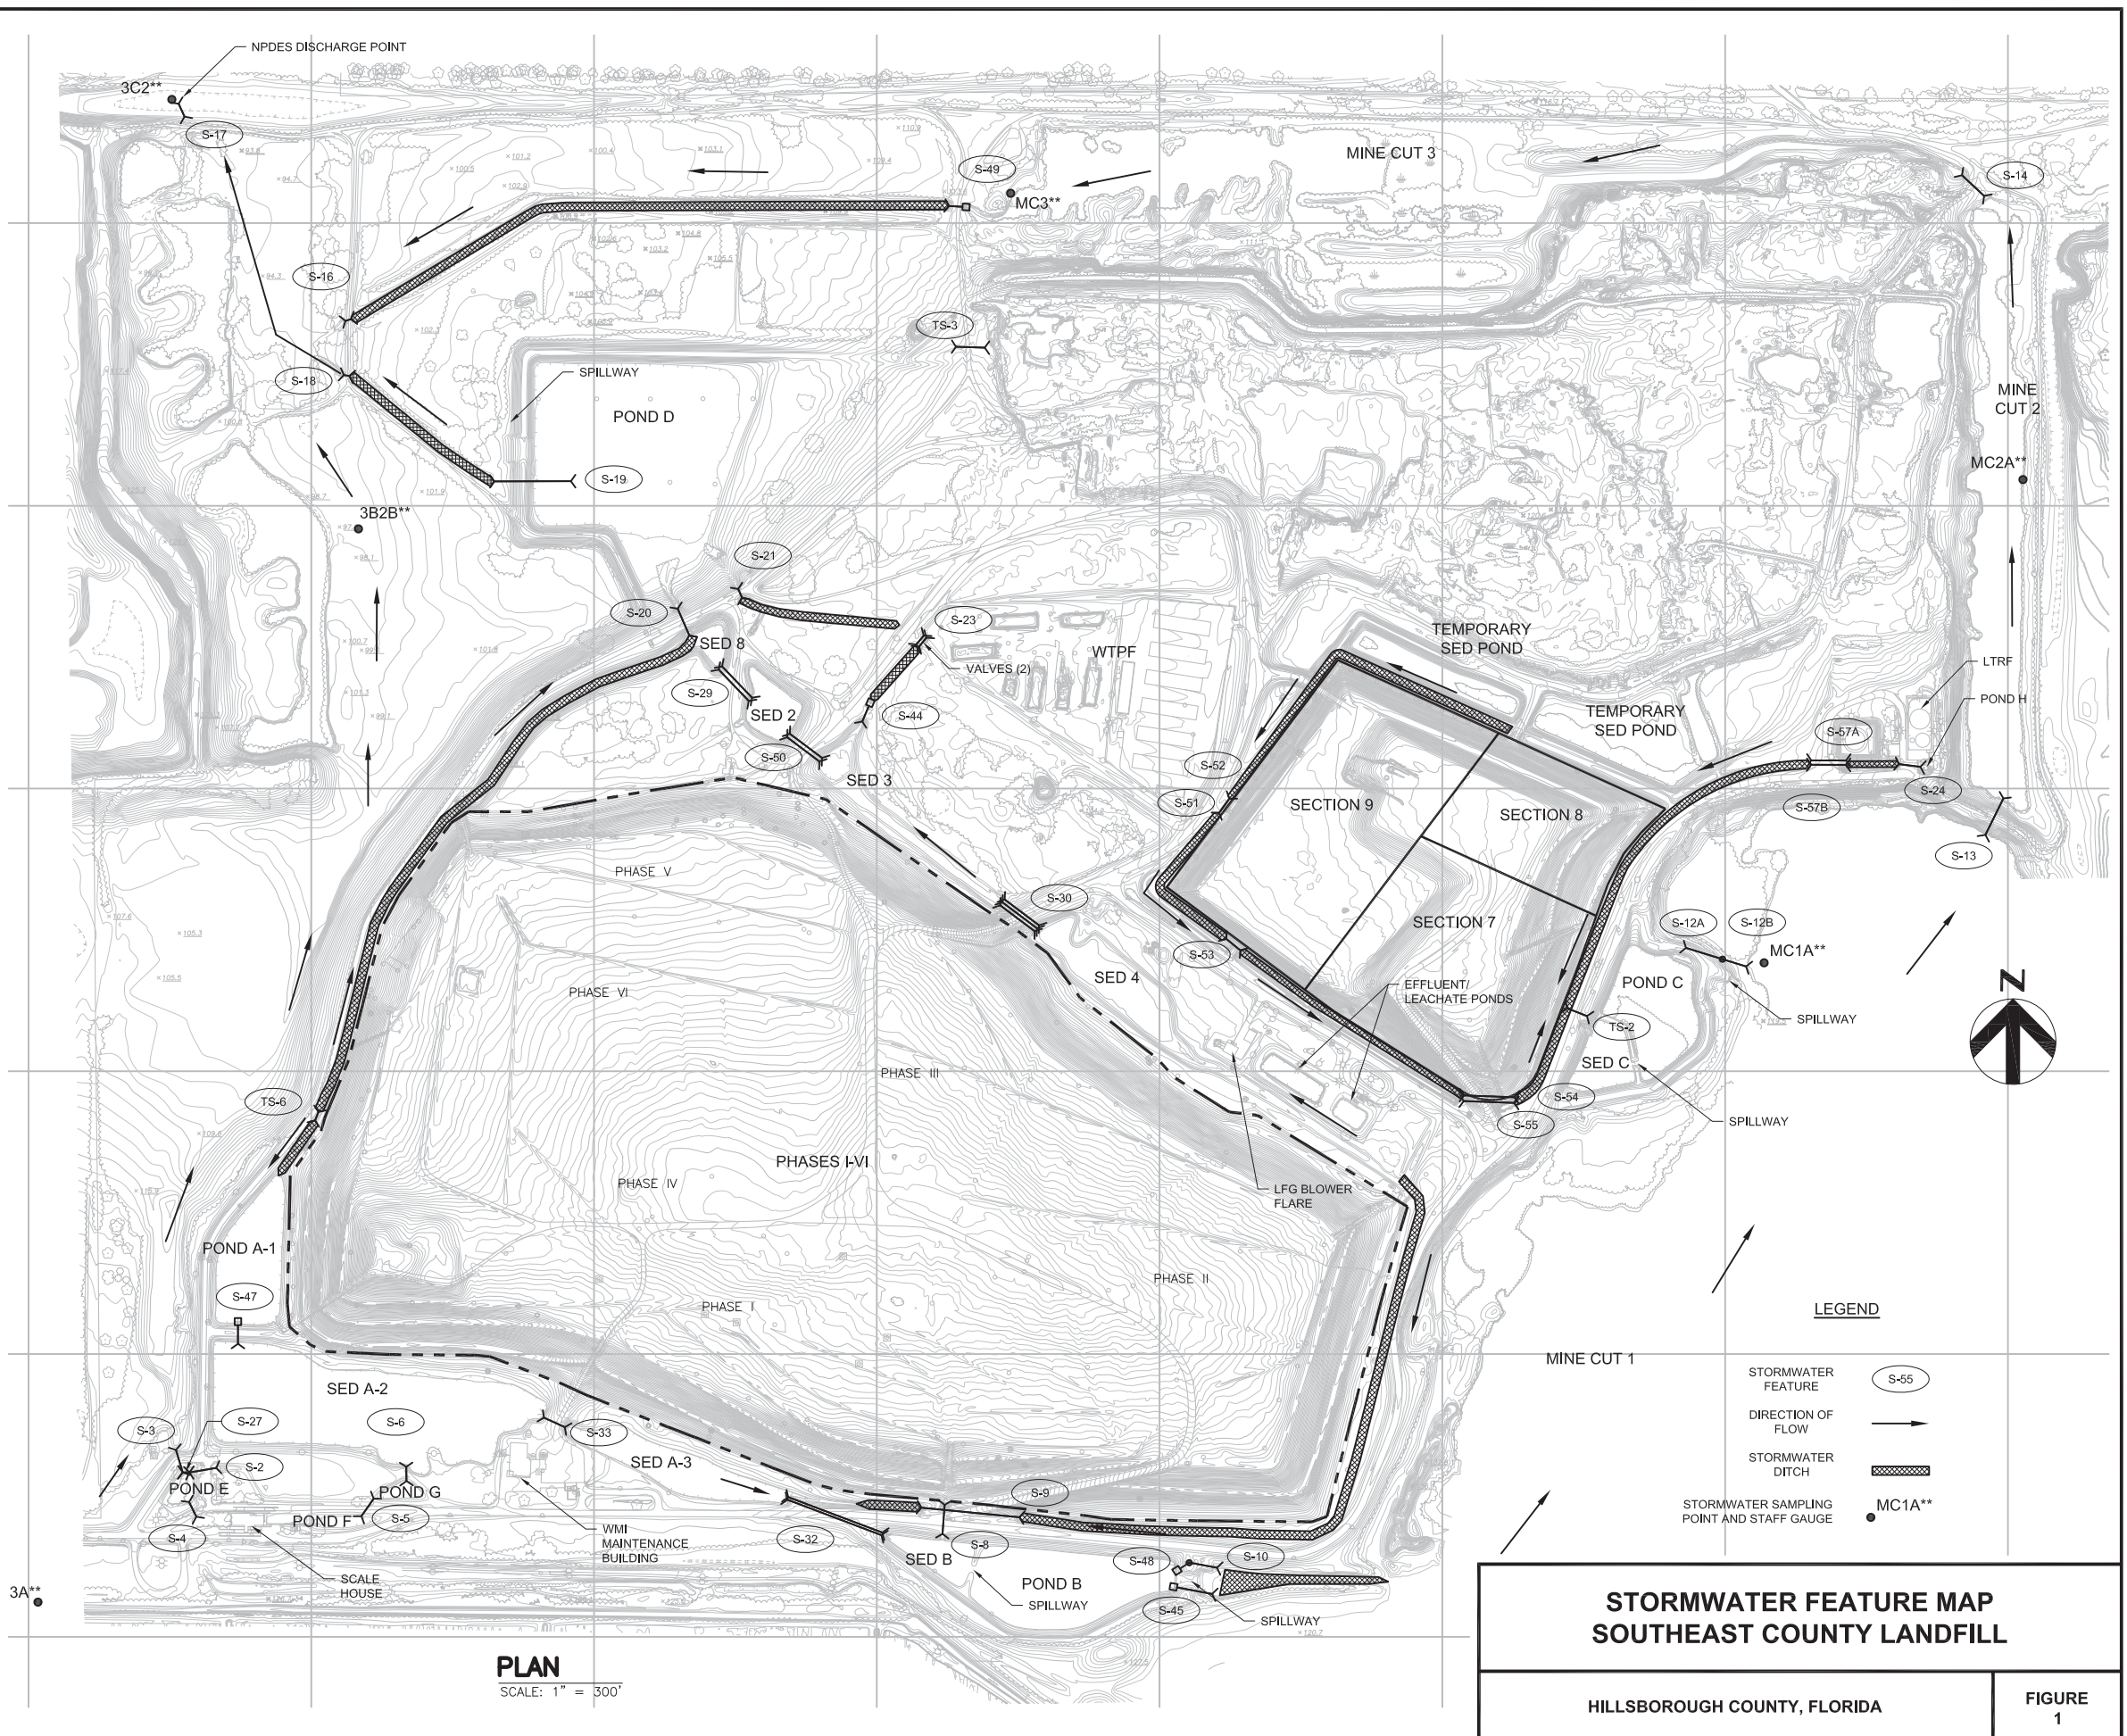 NPDES DISCHARGE POINT
3C2**
S-17
S-49
MC3**
MINE CUT 3
S-14
S-16
TS-3
S-18
SPILLWAY
POND D
MINE
CUT 2
MC2A**
S-19
3B2B**
S-21
S-20
SED 8
S-23
VALVES (2)
WTPF
TEMPORARY
SED POND
LTRF
POND H
S-29
SED 2
S-44
TEMPORARY
SED POND
S-57A
S-50
SED 3
S-52
S-51
SECTION 9
SECTION 8
S-24
S-57B
S-13
PHASE V
S-30
SECTION 7
S-12A
S-12B
MC1A**
S-53
SED 4
PHASE VI
EFFLUENT/
LEACHATE PONDS
POND C
SPILLWAY
N
TS-2
SED C
PHASE III
TS-6
S-54
S-55
SPILLWAY
PHASES I-VI
PHASE IV
LFG BLOWER
FLARE
POND A-1
S-47
PHASE II
PHASE I
MINE CUT 1
SED A-2
S-3
S-27
S-6
S-33
S-2
SED A-3
POND E
POND G
POND F
S-5
S-4
S-9
WMI
MAINTENANCE
BUILDING
SCALE
HOUSE
S-32
SED B
S-8
S-48
S-10
POND B
SPILLWAY
S-45
SPILLWAY
3A**
LEGEND
STORMWATER
FEATURE
S-55
DIRECTION OF
FLOW
STORMWATER
DITCH
STORMWATER SAMPLING
POINT AND STAFF GAUGE
MC1A**
PLAN
SCALE: 1" = 300'
STORMWATER FEATURE MAP
SOUTHEAST COUNTY LANDFILL
HILLSBOROUGH COUNTY, FLORIDA
FIGURE
1